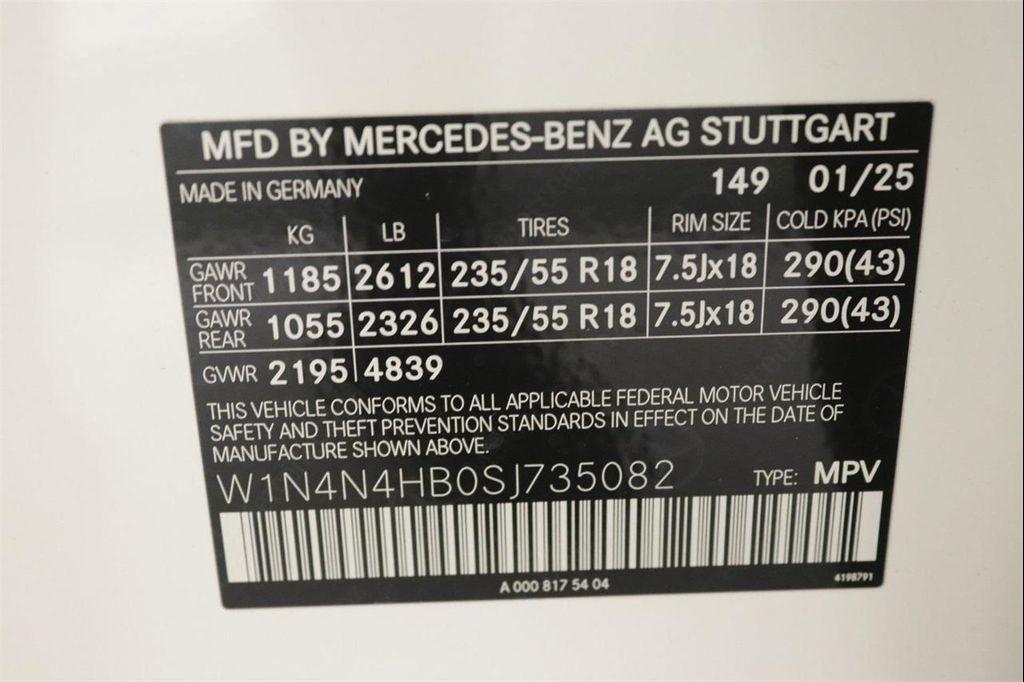 MFD BY MERCEDES-BENZ AG STUTTGART
MADE IN GERMANY 149 01/25
KG LB TIRES RIM SIZE COLD KPA (PSI)
GAWR FRONT 1185 2612 235/55 R18 7.5Jx18 290(43)
GAWR REAR 1055 2326 235/55 R18 7.5Jx18 290(43)
GVWR 2195 4839
THIS VEHICLE CONFORMS TO ALL APPLICABLE FEDERAL MOTOR VEHICLE
SAFETY AND THEFT PREVENTION STANDARDS IN EFFECT ON THE DATE OF
MANUFACTURE SHOWN ABOVE.
W1N4N4HB0SJ735082 TYPE: MPV
A 000 817 54 04 4198791